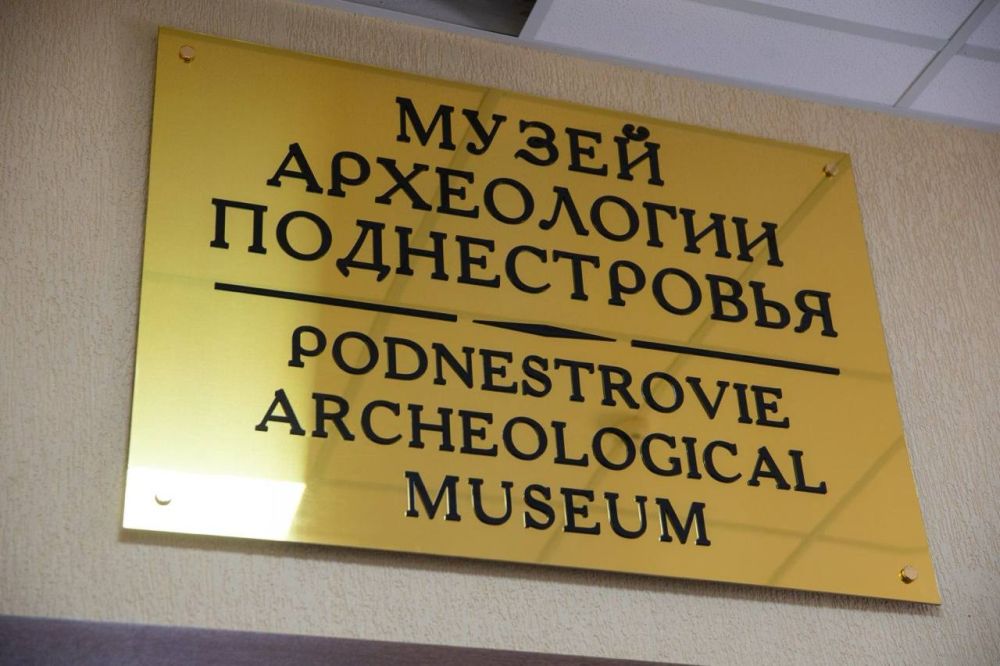 МУЗЕЙ
АРХЕОЛОГИИ
ПОДНЕСТРОВЬЯ
PODNESTROVIE
ARCHEOLOGICAL
MUSEUM